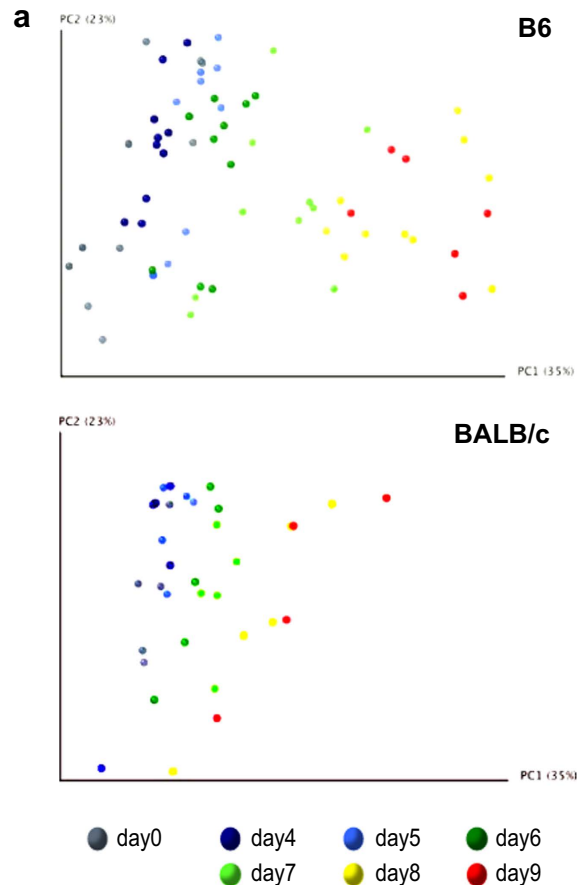 a
PC2 (23%)
B6
PC1 (35%)
PC2 (23%)
BALB/c
PC1 (35%)
day0 day4 day5 day6
day7 day8 day9